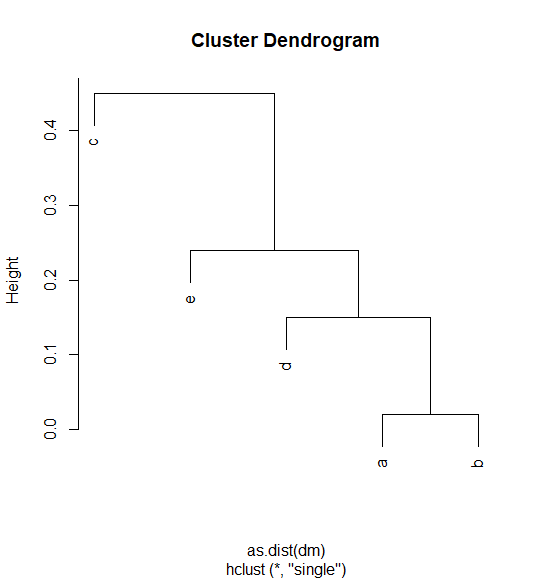 Cluster Dendrogram
Height
0.4
0.3
0.2
0.1
0.0
c
e
d
a
b
as.dist(dm)
hclust (*, "single")